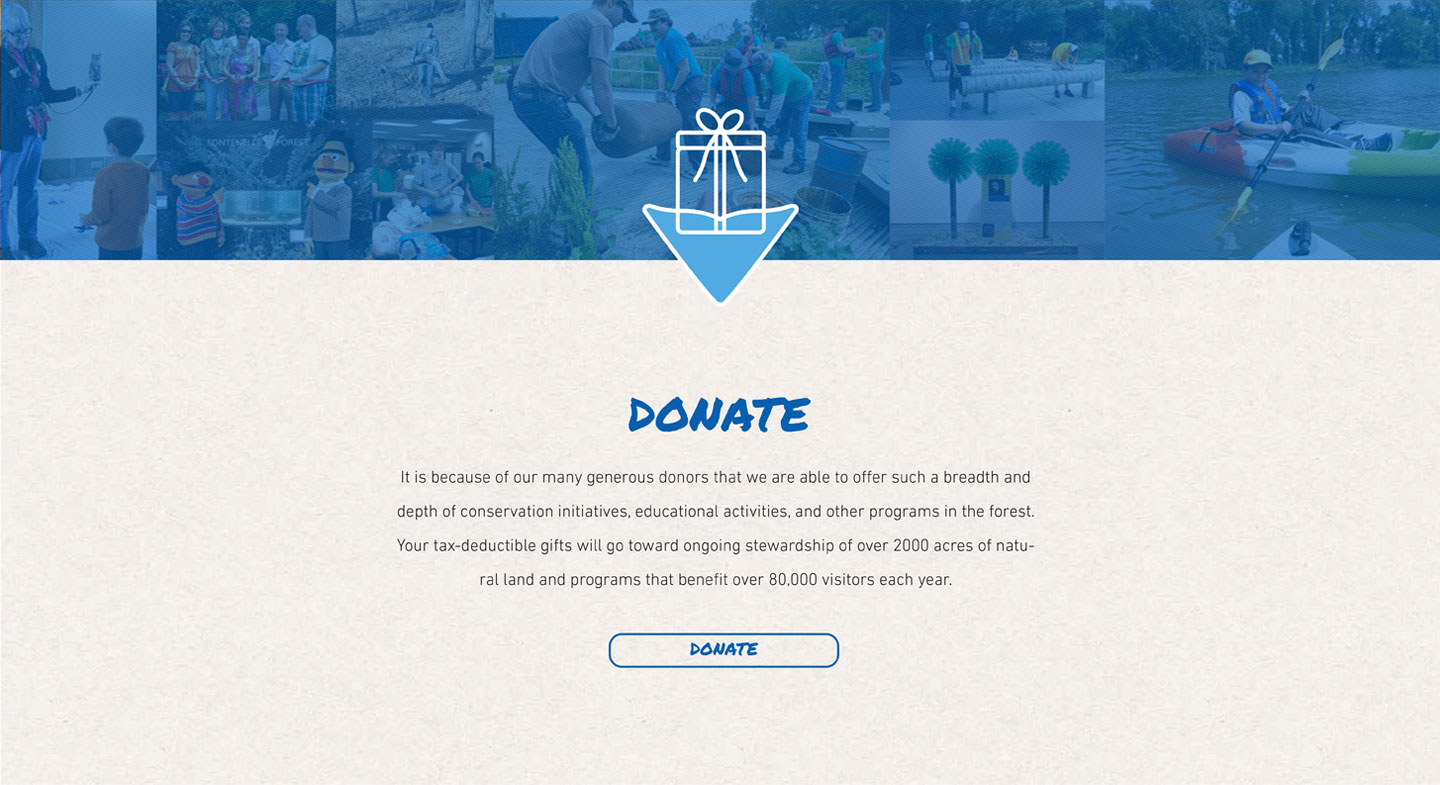 FONTENELLE FOREST
DONATE
It is because of our many generous donors that we are able to offer such a breadth and
depth of conservation initiatives, educational activities, and other programs in the forest.
Your tax-deductible gifts will go toward ongoing stewardship of over 2000 acres of natu-
ral land and programs that benefit over 80,000 visitors each year.
DONATE